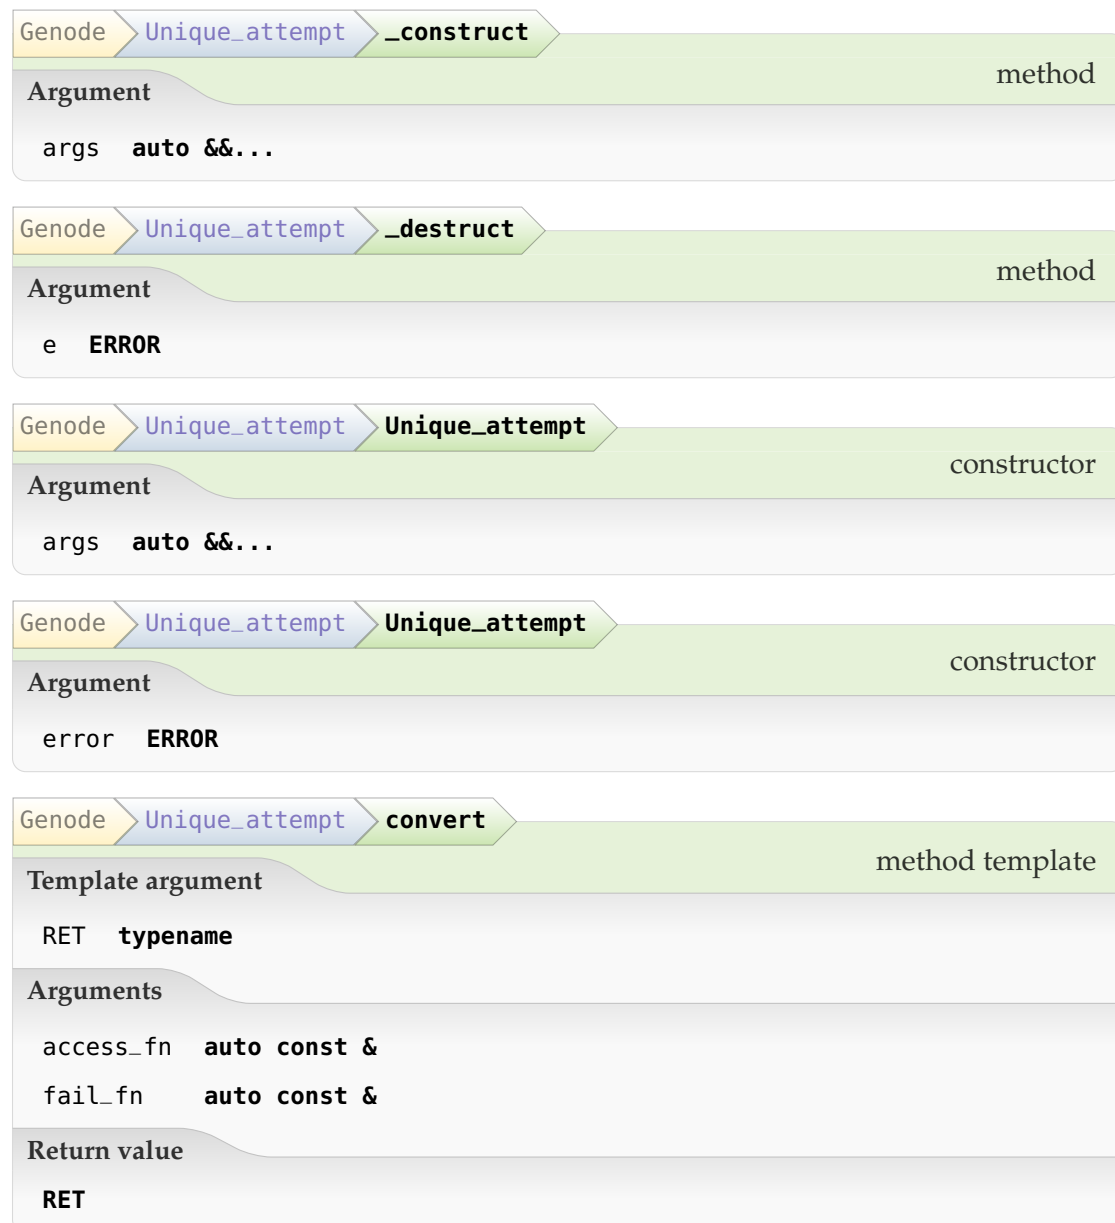 Genode Unique_attempt _construct
method
Argument
args auto &&...
Genode Unique_attempt _destruct
method
Argument
e ERROR
Genode Unique_attempt Unique_attempt
constructor
Argument
args auto &&...
Genode Unique_attempt Unique_attempt
constructor
Argument
error ERROR
Genode Unique_attempt convert
method template
Template argument
RET typename
Arguments
access_fn auto const &
fail_fn auto const &
Return value
RET